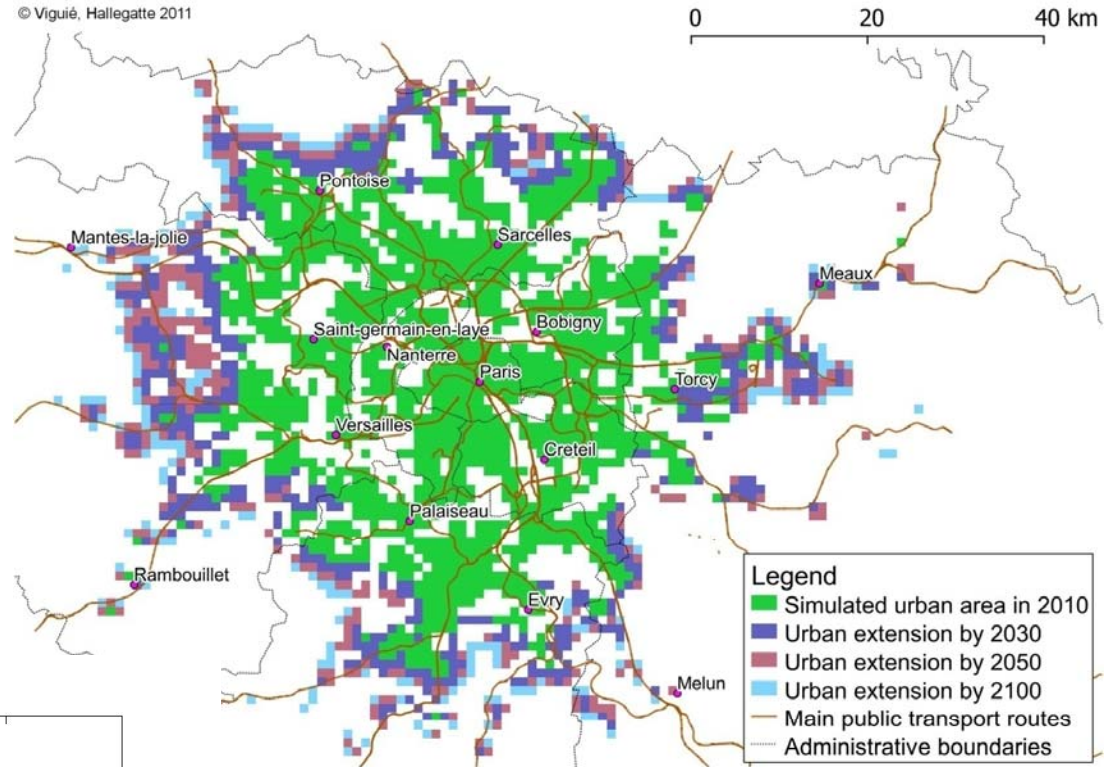 © Viguié, Hallegatte 2011
0 20 40 km
Pontoise
Mantes-la-jolie
Sarcelles
Meaux
Saint-germain-en-laye
Bobigny
Nanterre
Paris
Torcy
Versailles
Creteil
Palaiseau
Rambouillet
Evry
Melun
Legend
Simulated urban area in 2010
Urban extension by 2030
Urban extension by 2050
Urban extension by 2100
Main public transport routes
Administrative boundaries